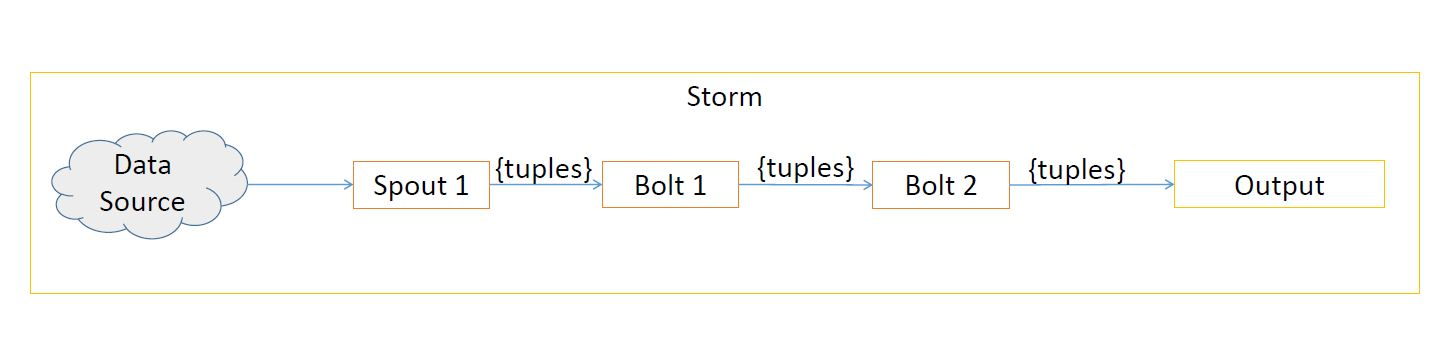 Storm
Data
Source
Spout 1
{tuples}
Bolt 1
{tuples}
Bolt 2
{tuples}
Output